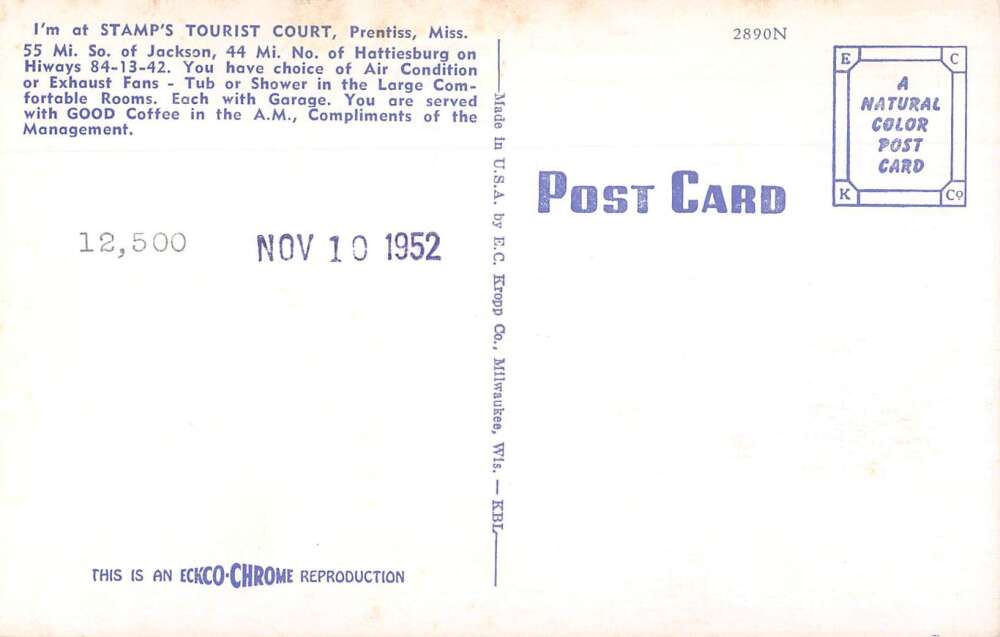 I'm at STAMP'S TOURIST COURT, Prentiss, Miss.
55 Mi. So. of Jackson, 44 Mi. No. of Hattiesburg on
Hiways 84-13-42. You have choice of Air Condition
or Exhaust Fans - Tub or Shower in the Large Com-
fortable Rooms. Each with Garage. You are served
with GOOD Coffee in the A.M., Compliments of the
Management.
12,500
NOV 10 1952
THIS IS AN ECKCO-CHROME REPRODUCTION
Made in U.S.A. by E.C. Kropp Co., Milwaukee, Wis. — KBL
2890N
POST CARD
E C
A
NATURAL
COLOR
POST
CARD
K Co